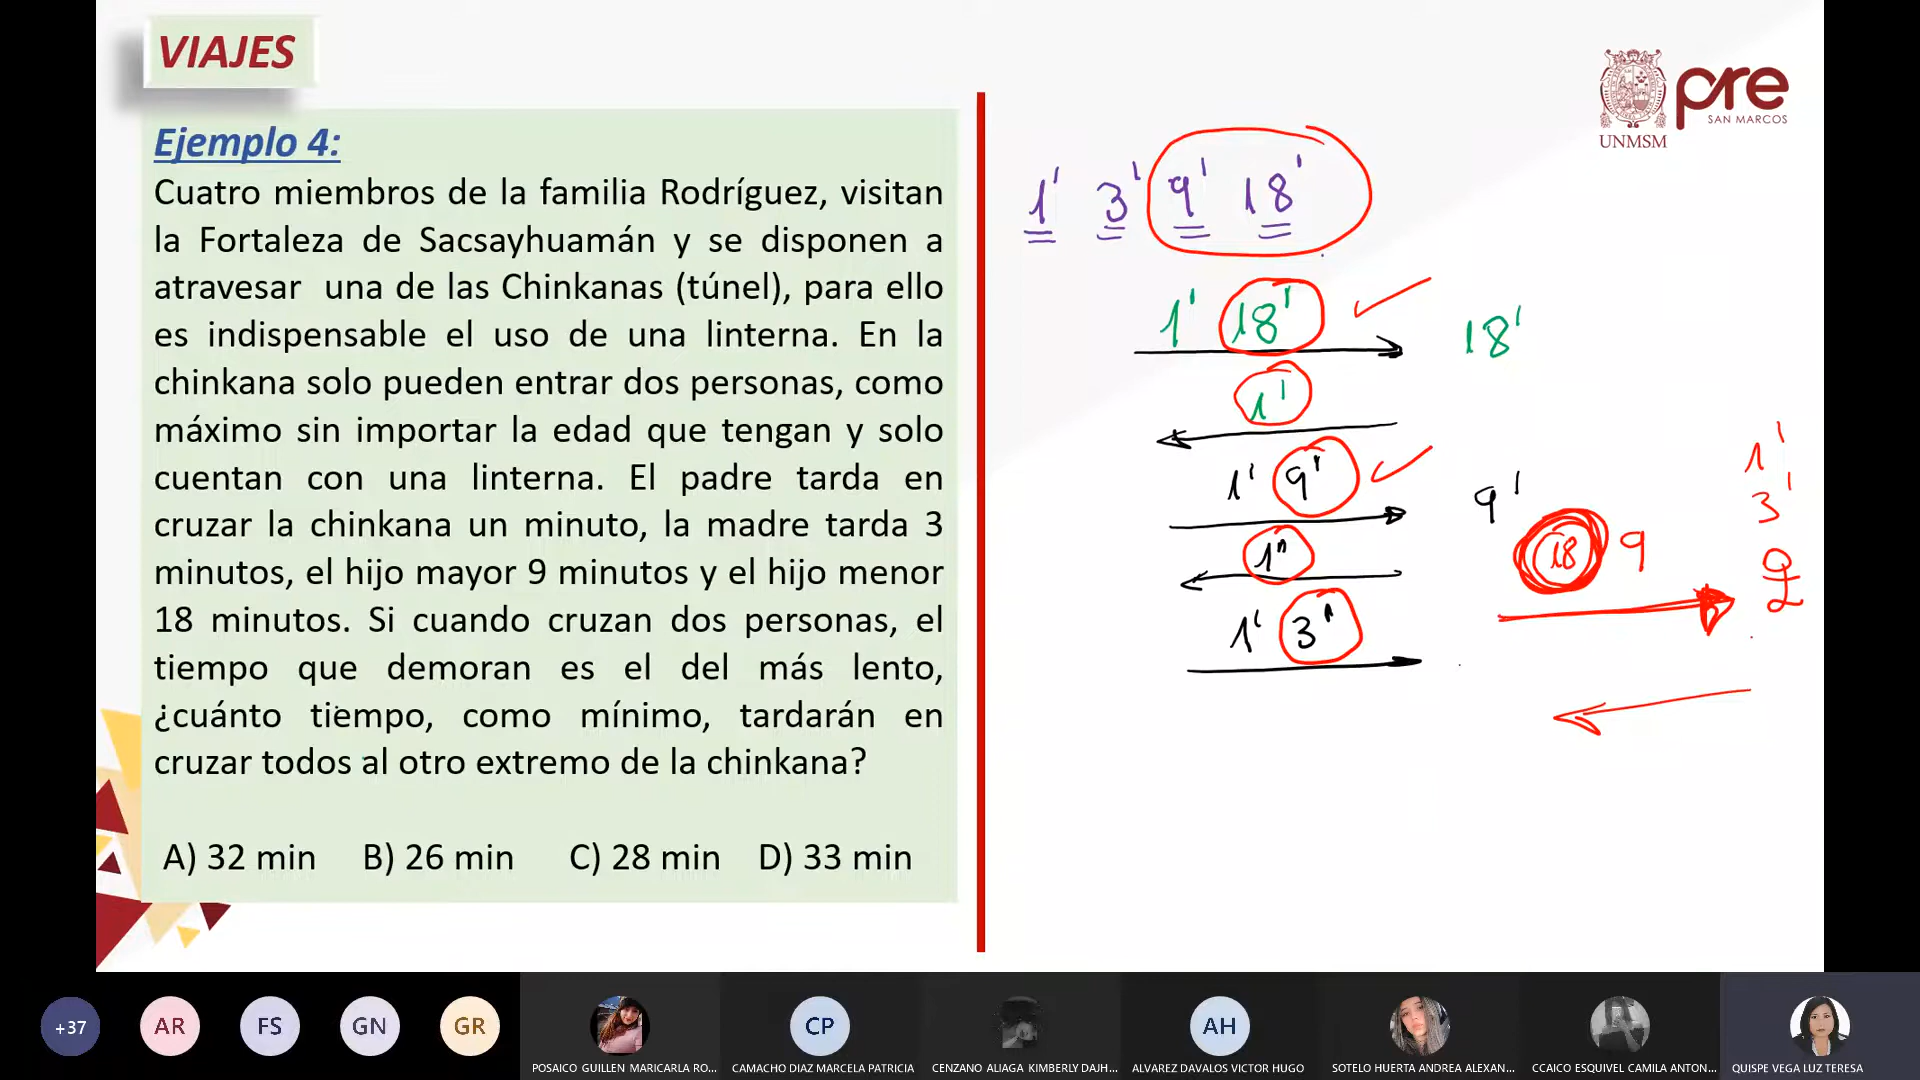 VIAJES
Ejemplo 4:
Cuatro miembros de la familia Rodríguez, visitan
la Fortaleza de Sacsayhuamán y se disponen a
atravesar una de las Chinkanas (túnel), para ello
es indispensable el uso de una linterna. En la
chinkana solo pueden entrar dos personas, como
máximo sin importar la edad que tengan y solo
cuentan con una linterna. El padre tarda en
cruzar la chinkana un minuto, la madre tarda 3
minutos, el hijo mayor 9 minutos y el hijo menor
18 minutos. Si cuando cruzan dos personas, el
tiempo que demoran es el del más lento,
¿cuánto tiempo, como mínimo, tardarán en
cruzar todos al otro extremo de la chinkana?
A) 32 min B) 26 min C) 28 min D) 33 min
UNMSM
pre
SAN MARCOS
1' 3' 9' 18'
1' 18' 18'
1'
1' 9' 9'
1'
1' 3'
18 9
1'
3'
9
+37
AR
FS
GN
GR
CP
AH
POSAICO GUILLEN MARICARLA RO...
CAMACHO DIAZ MARCELA PATRICIA
CENZANO ALIAGA KIMBERLY DAJH...
ALVAREZ DAVALOS VICTOR HUGO
SOTELO HUERTA ANDREA ALEXAN...
CCAICO ESQUIVEL CAMILA ANTON...
QUISPE VEGA LUZ TERESA